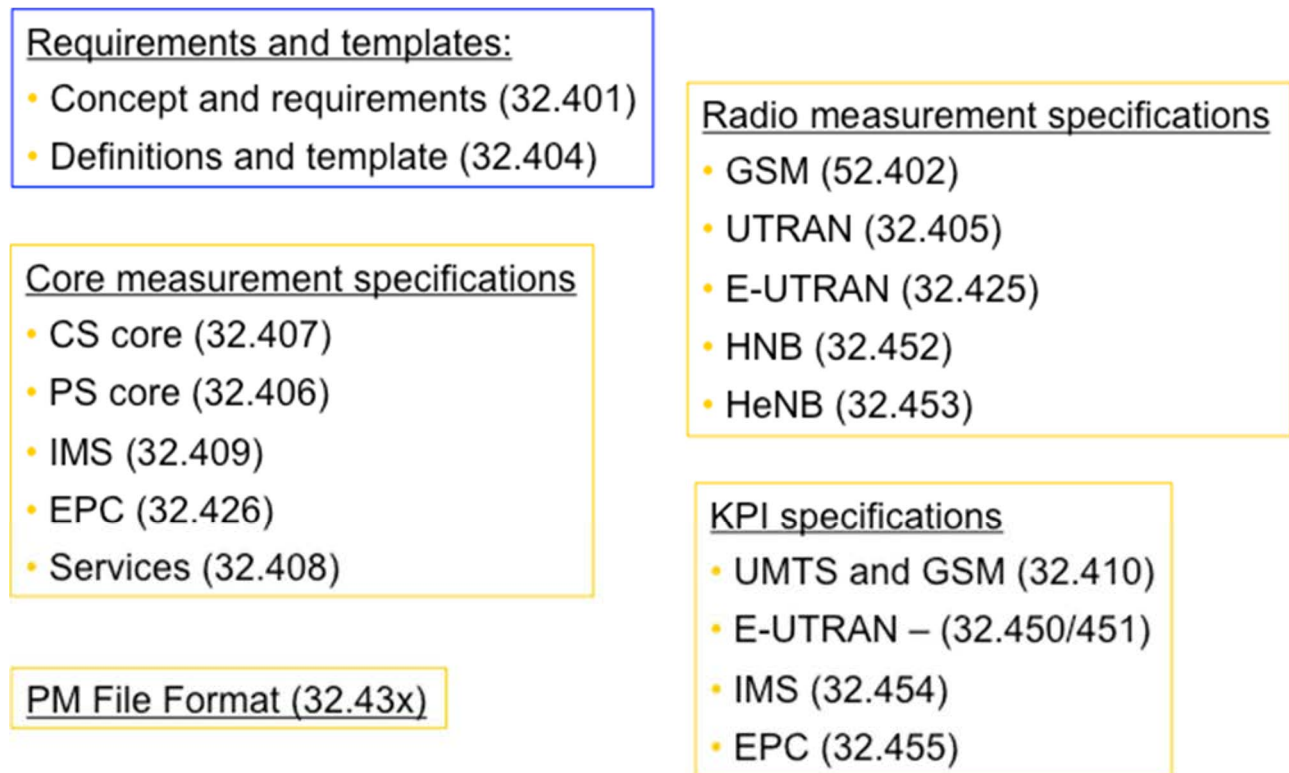 Requirements and templates:
• Concept and requirements (32.401)
• Definitions and template (32.404)
Core measurement specifications
• CS core (32.407)
• PS core (32.406)
• IMS (32.409)
• EPC (32.426)
• Services (32.408)
PM File Format (32.43x)
Radio measurement specifications
• GSM (52.402)
• UTRAN (32.405)
• E-UTRAN (32.425)
• HNB (32.452)
• HeNB (32.453)
KPI specifications
• UMTS and GSM (32.410)
• E-UTRAN – (32.450/451)
• IMS (32.454)
• EPC (32.455)